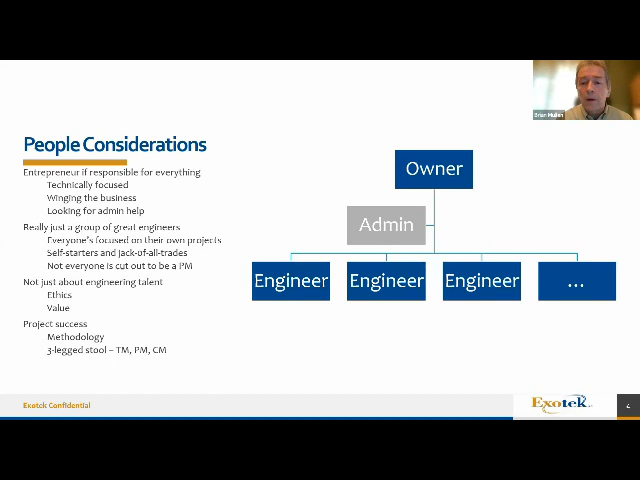 People Considerations
Entrepreneur if responsible for everything
Technically focused
Winging the business
Looking for admin help
Really just a group of great engineers
Everyone's focused on their own projects
Self-starters and jack-of-all-trades
Not everyone is cut out to be a PM
Not just about engineering talent
Ethics
Value
Project success
Methodology
3-legged stool – TM, PM, CM
Owner
Admin
Engineer
Engineer
Engineer
...
Brian Mullen
Exotek Confidential
Exotek
4